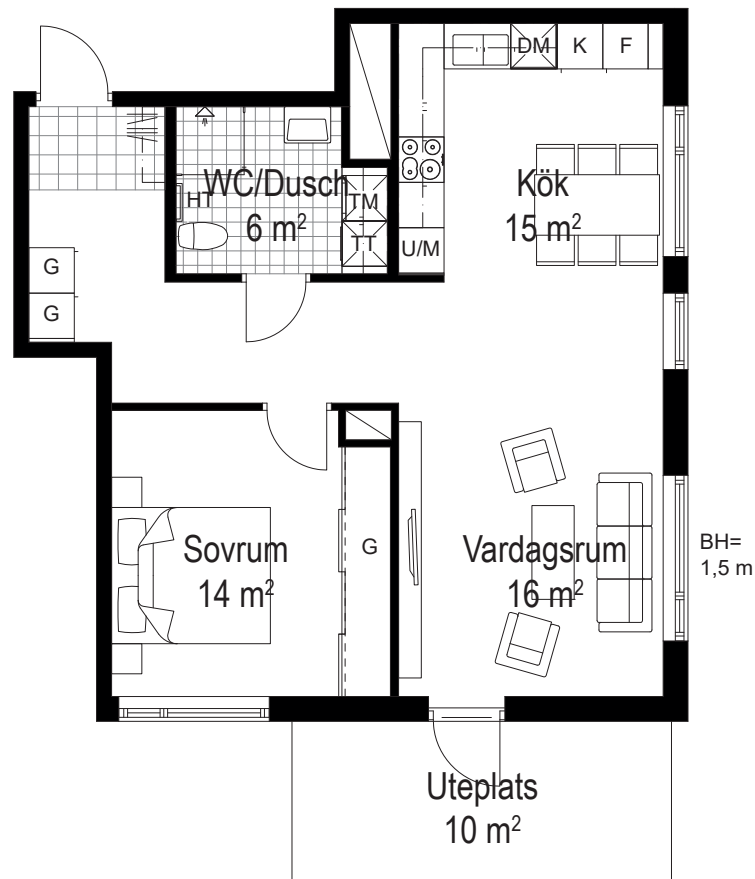 DM K F
WC/Dusch
6 m²
HT
TM
TT
Kök
15 m²
U/M
G
G
Sovrum
14 m²
G
Vardagsrum
16 m²
BH=
1,5 m
Uteplats
10 m²